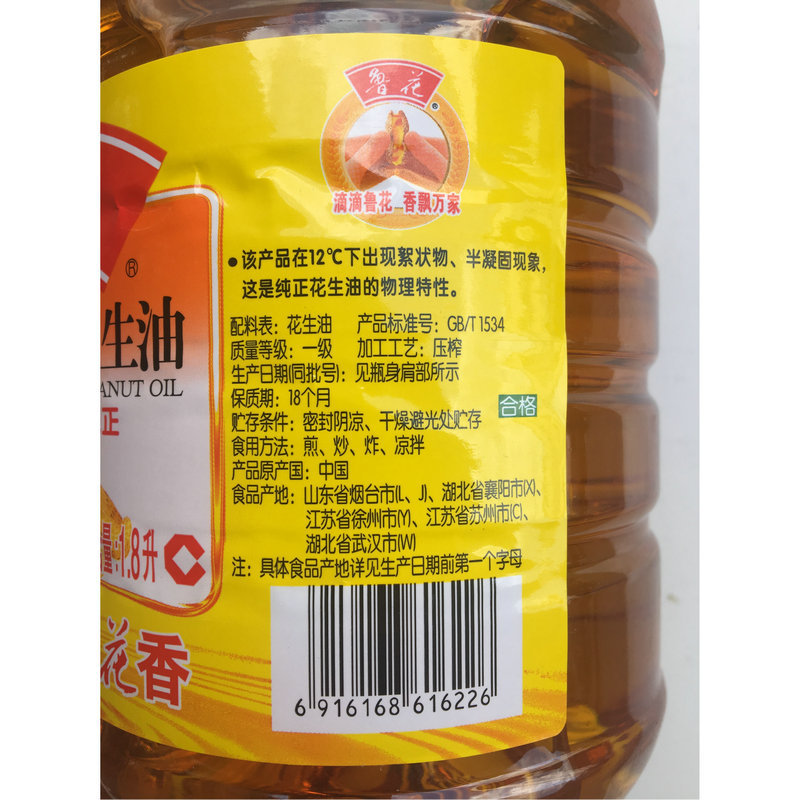 鲁花
®
滴滴鲁花 香飘万家
®
生油
ANUT OIL
正
量:1.8升
花香
●该产品在12℃下出现絮状物、半凝固现象，
这是纯正花生油的物理特性。
配料表：花生油 产品标准号：GB/T 1534
质量等级：一级 加工工艺：压榨
生产日期(同批号)：见瓶身肩部所示
保质期：18个月
合格
贮存条件：密封阴凉、干燥避光处贮存
食用方法：煎、炒、炸、凉拌
产品原产国：中国
食品产地：山东省烟台市(L、J)、湖北省襄阳市(X)、
江苏省徐州市(Y)、江苏省苏州市(C)、
湖北省武汉市(W)
注：具体食品产地详见生产日期前第一个字母
6 916168 616226